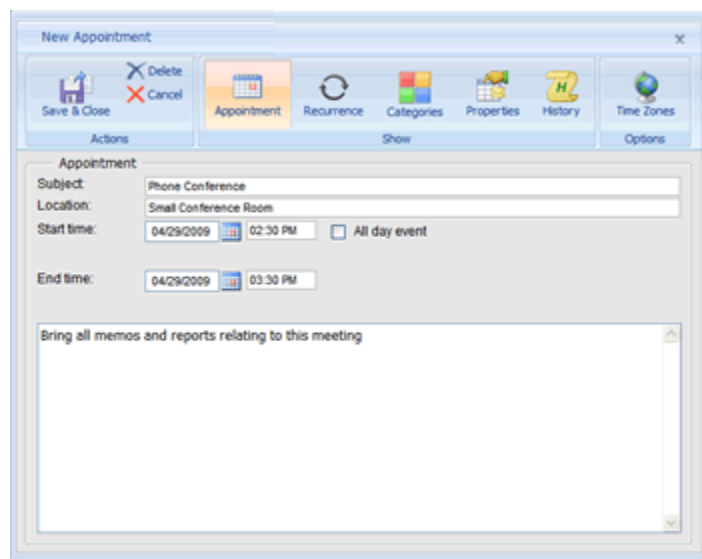 New Appointment
Delete
Cancel
Save & Close
Appointment
Recurrence
Categories
Properties
History
Time Zones
Actions
Show
Options
Appointment
Subject:
Phone Conference
Location:
Small Conference Room
Start time:
04/29/2009
02:30 PM
All day event
End time:
04/29/2009
03:30 PM
Bring all memos and reports relating to this meeting